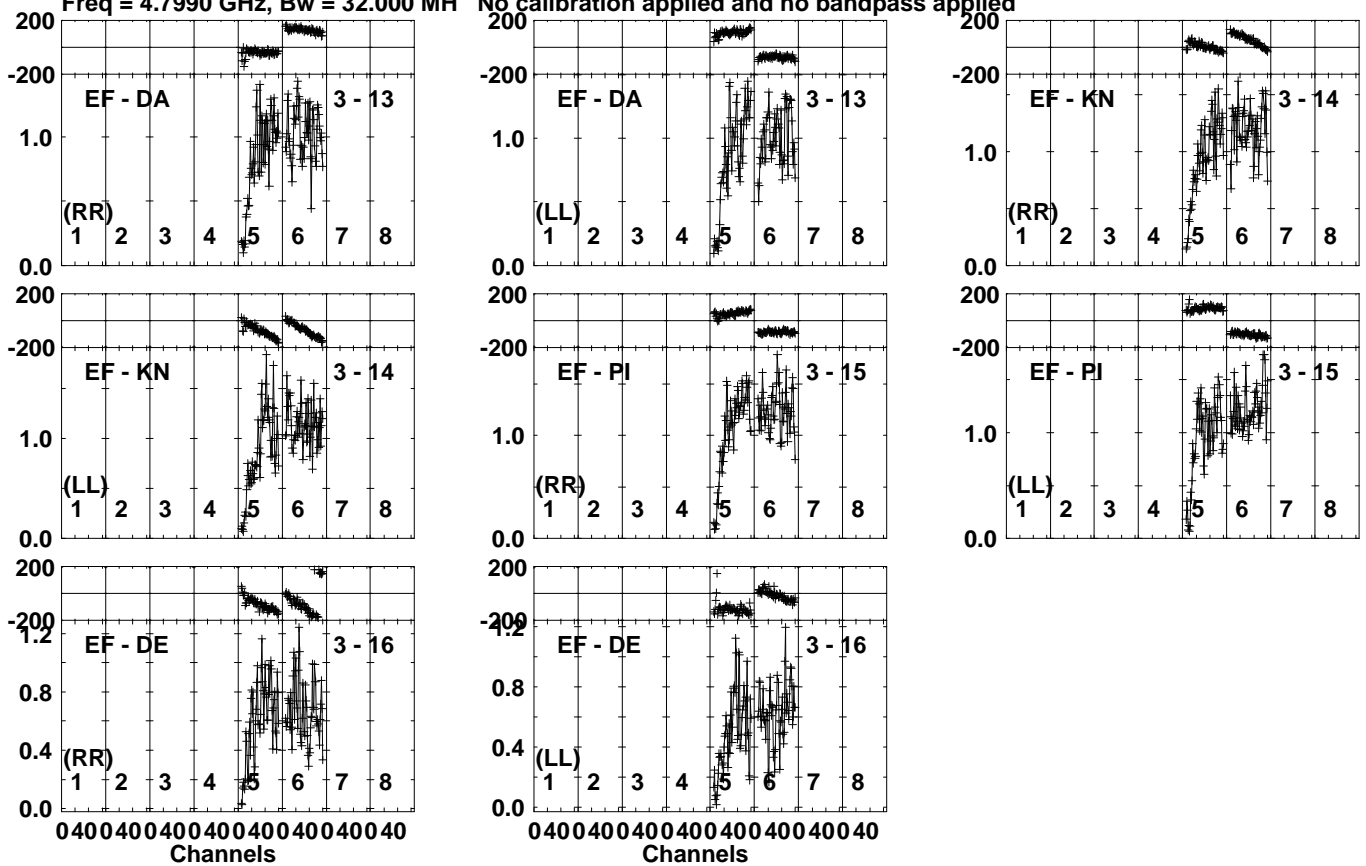 Freq = 4.7990 GHz, Bw = 32.000 MH No calibration applied and no bandpass applied
200 200 200
-200 -200 -200
EF - DA 3 - 13 EF - DA 3 - 13 EF - KN 3 - 14
1.0 1.0 1.0
(RR) (LL) (RR)
1 2 3 4 5 6 7 8 1 2 3 4 5 6 7 8 1 2 3 4 5 6 7 8
0.0 0.0 0.0
200 200 200
-200 -200 -200
EF - KN 3 - 14 EF - PI 3 - 15 EF - PI 3 - 15
1.0 1.0 1.0
(LL) (RR) (LL)
1 2 3 4 5 6 7 8 1 2 3 4 5 6 7 8 1 2 3 4 5 6 7 8
0.0 0.0 0.0
200 200
-200 -200
1.2 1.2
EF - DE 3 - 16 EF - DE 3 - 16
0.8 0.8
0.4 0.4
(RR) (LL)
1 2 3 4 5 6 7 8 1 2 3 4 5 6 7 8
0.0 0.0
0 40 0 40 0 40 0 40 0 40 0 40 0 40 0 40 0 40 0 40 0 40 0 40 0 40 0 40 0 40 0 40
Channels Channels